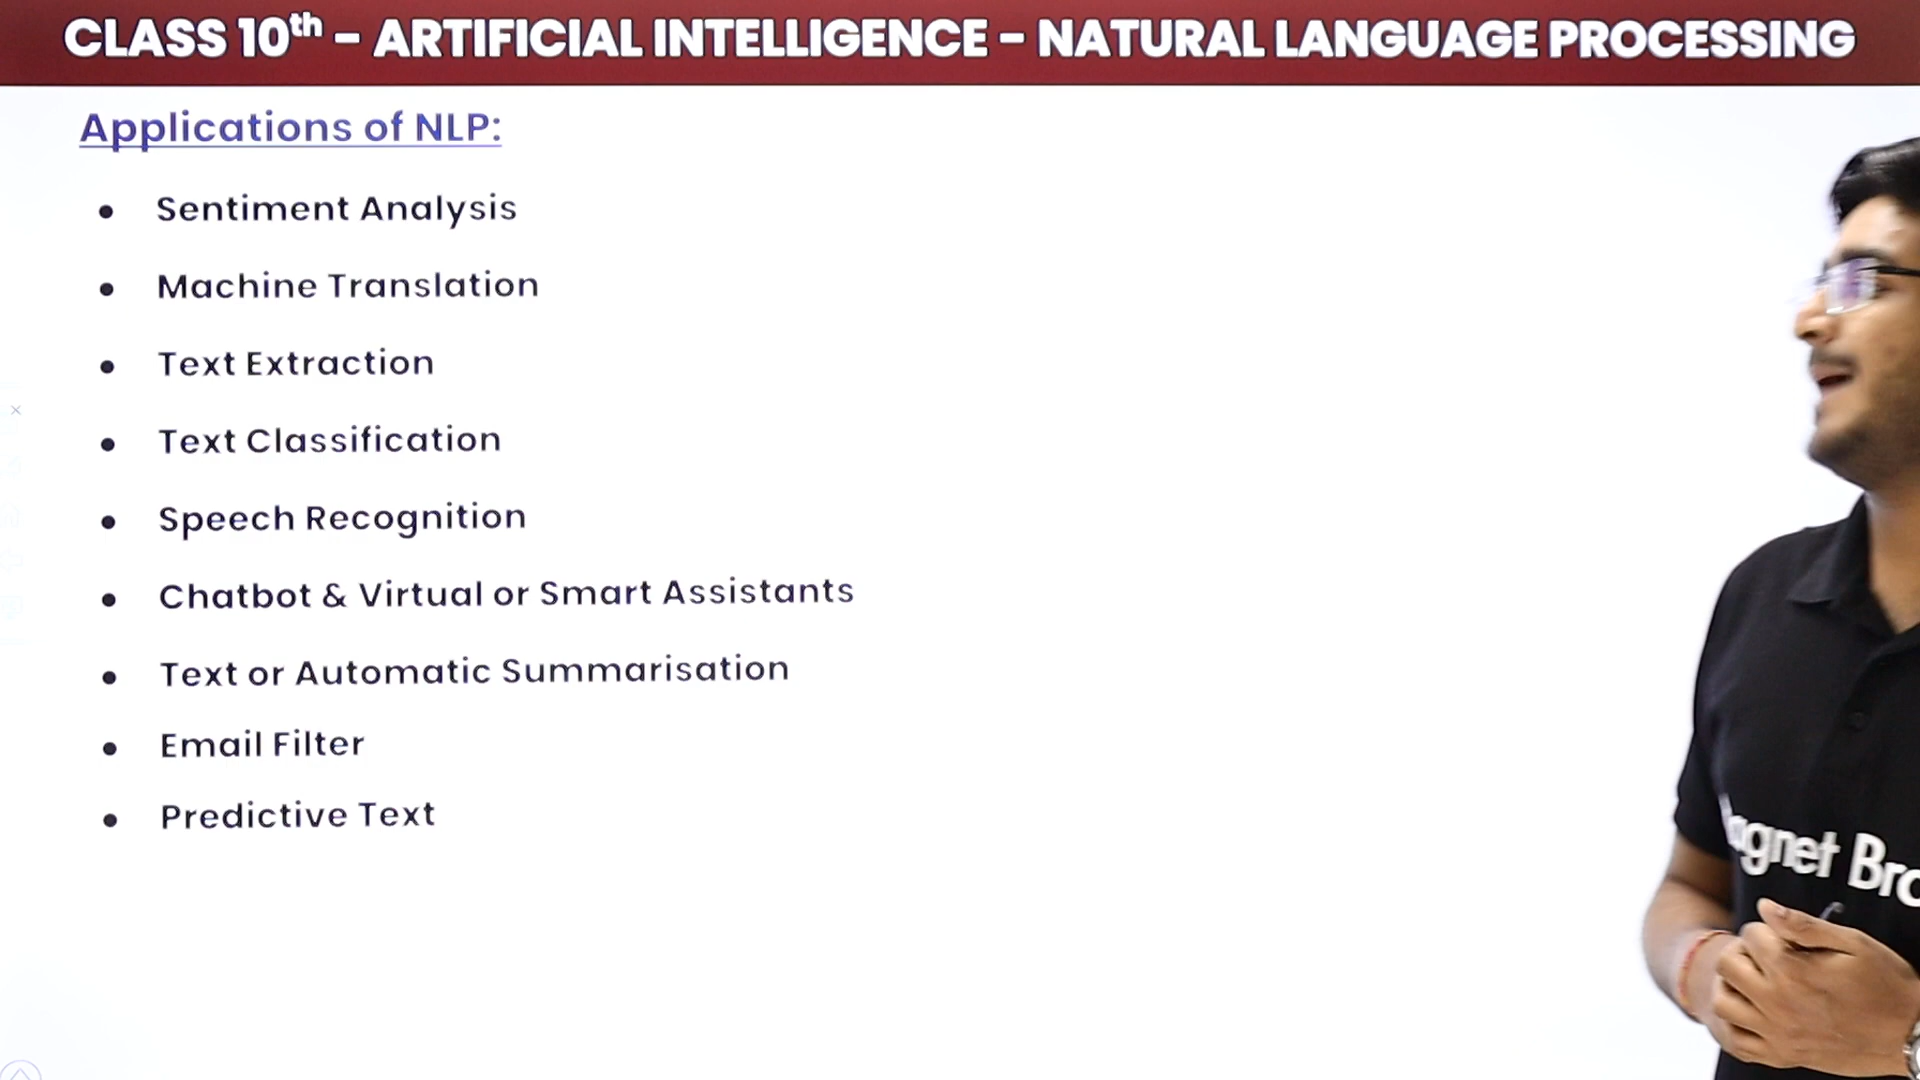 CLASS 10th – ARTIFICIAL INTELLIGENCE – NATURAL LANGUAGE PROCESSING
Applications of NLP:
• Sentiment Analysis
• Machine Translation
• Text Extraction
• Text Classification
• Speech Recognition
• Chatbot & Virtual or Smart Assistants
• Text or Automatic Summarisation
• Email Filter
• Predictive Text